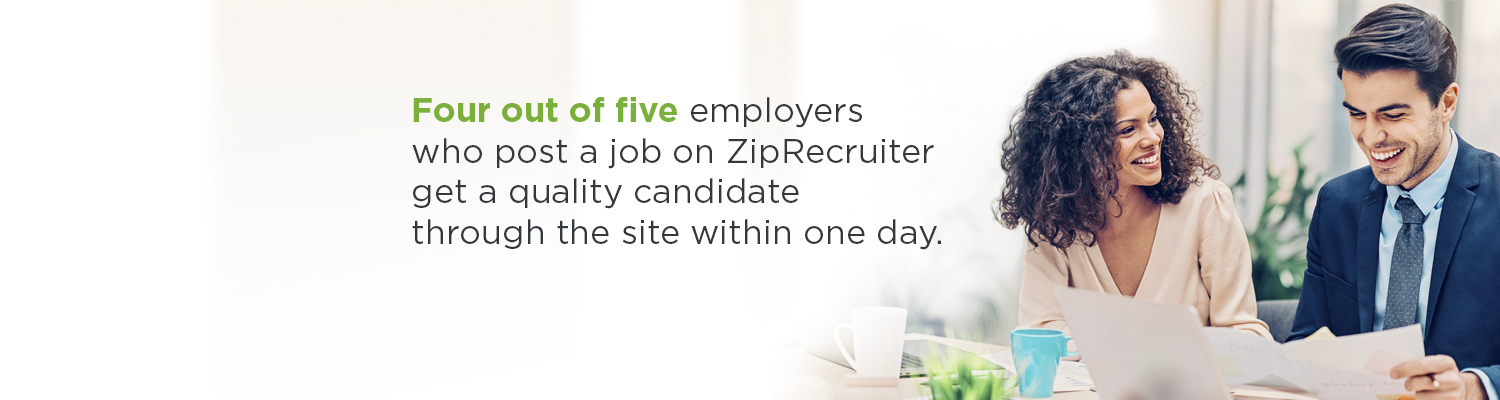 Four out of five employers
who post a job on ZipRecruiter
get a quality candidate
through the site within one day.